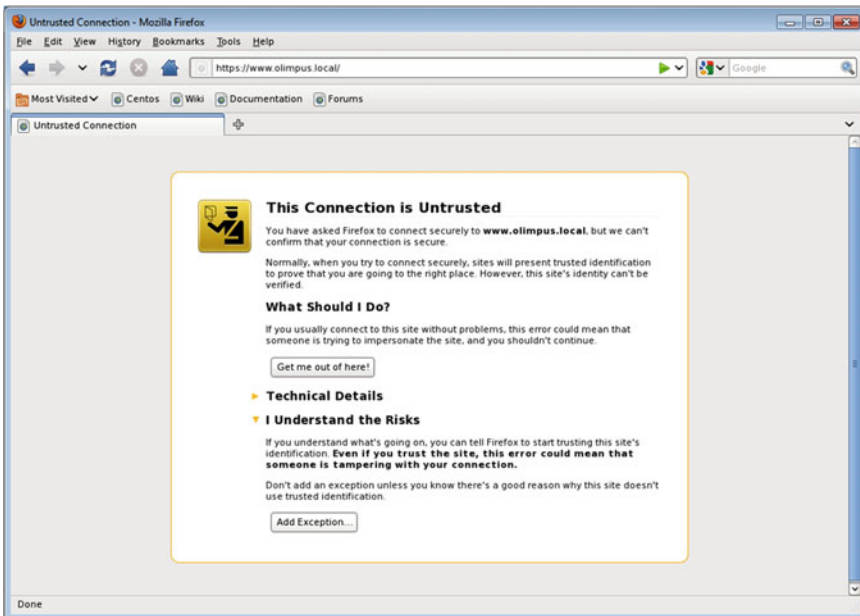 Untrusted Connection - Mozilla Firefox
File Edit View History Bookmarks Tools Help
https://www.olimpus.local/
Google
Most Visited Centos Wiki Documentation Forums
Untrusted Connection
This Connection is Untrusted
You have asked Firefox to connect securely to www.olimpus.local, but we can't
confirm that your connection is secure.
Normally, when you try to connect securely, sites will present trusted identification
to prove that you are going to the right place. However, this site's identity can't be
verified.
What Should I Do?
If you usually connect to this site without problems, this error could mean that
someone is trying to impersonate the site, and you shouldn't continue.
Get me out of here!
Technical Details
I Understand the Risks
If you understand what's going on, you can tell Firefox to start trusting this site's
identification. Even if you trust the site, this error could mean that
someone is tampering with your connection.
Don't add an exception unless you know there's a good reason why this site doesn't
use trusted identification.
Add Exception...
Done